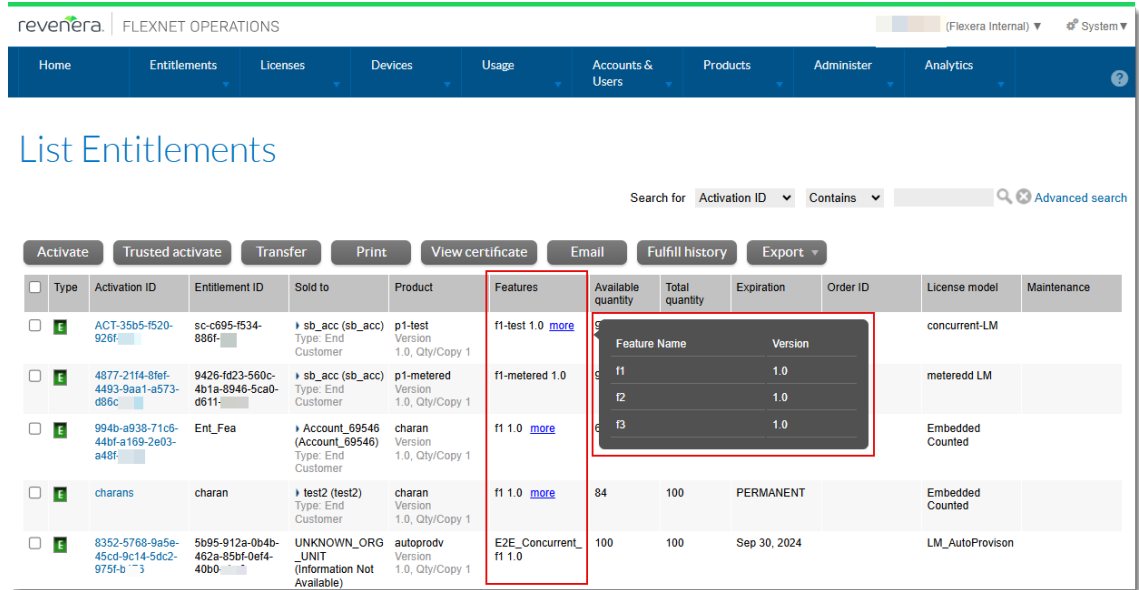 revenera. FLEXNET OPERATIONS (Flexera Internal) ▼ System ▼
Home Entitlements Licenses Devices Usage Accounts & Users Products Administer Analytics ?
List Entitlements
Search for Activation ID Contains Advanced search
Activate Trusted activate Transfer Print View certificate Email Fulfill history Export
Type Activation ID Entitlement ID Sold to Product Features Available quantity Total quantity Expiration Order ID License model Maintenance
E ACT-35b5-f520- sc-c695-f534- sb_acc (sb_acc) p1-test f1-test 1.0 more 9 concurrent-LM
926f- 886f- Type: End Version
Customer 1.0, Qty/Copy 1
Feature Name Version
f1 1.0
f2 1.0
f3 1.0
E 4877-21f4-8fef- 9426-fd23-560c- sb_acc (sb_acc) p1-metered f1-metered 1.0 9 meteredd LM
4493-9aa1-a573- 4b1a-8946-5ca0- Type: End Version
d86c d611- Customer 1.0, Qty/Copy 1
E 994b-a938-71c6- Ent_Fea Account_69546 charan f1 1.0 more 6 Embedded
44bf-a169-2e03- (Account_69546) Version Counted
a48f- Type: End 1.0, Qty/Copy 1
Customer
E charans charan test2 (test2) charan f1 1.0 more 84 100 PERMANENT Embedded
Type: End Version Counted
Customer 1.0, Qty/Copy 1
E 8352-5768-9a5e- 5b95-912a-0b4b- UNKNOWN_ORG autoprodv E2E_Concurrent_ 100 100 Sep 30, 2024 LM_AutoProvison
45cd-9c14-5dc2- 462a-85bf-0ef4- _UNIT Version f1 1.0
975f- 40b0- (Information Not 1.0, Qty/Copy 1
Available)